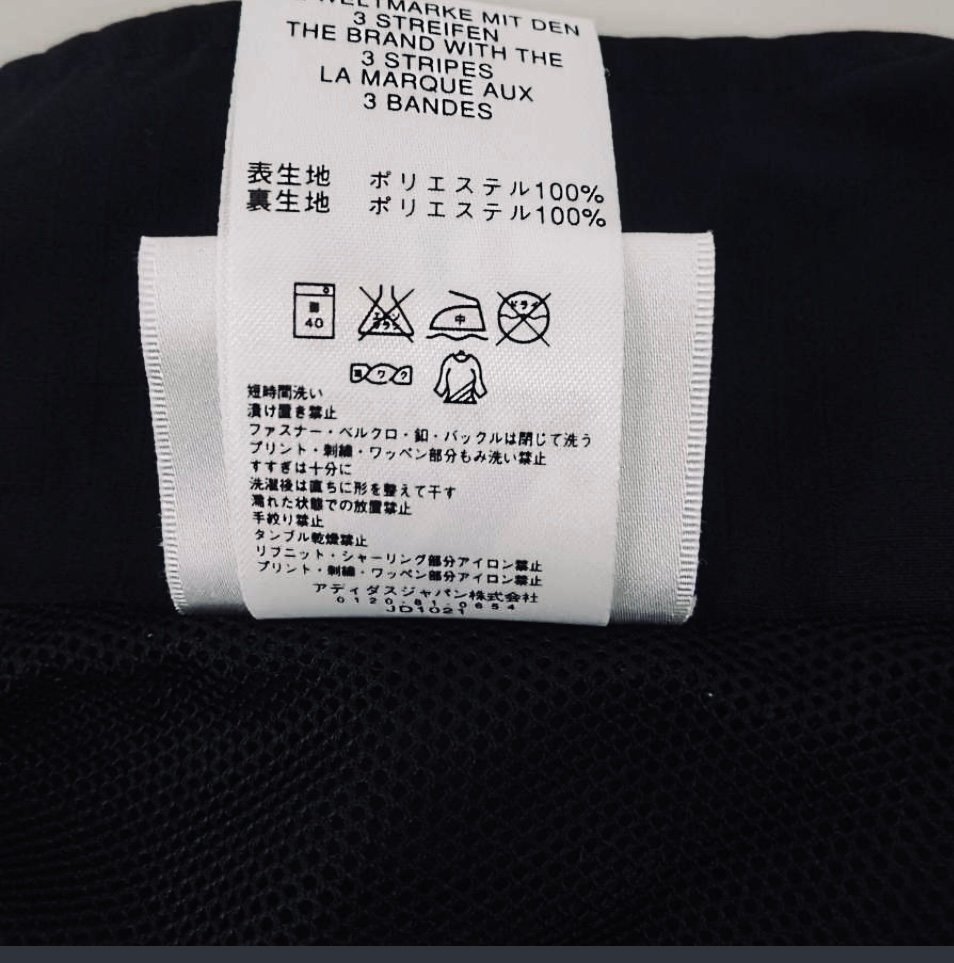 WELTMARKE MIT DEN
3 STREIFEN
THE BRAND WITH THE
3 STRIPES
LA MARQUE AUX
3 BANDES
表生地 ポリエステル100%
裏生地 ポリエステル100%
40 中 ドライ
短時間洗い
漬け置き禁止
ファスナー・ベルクロ・釦・バックルは閉じて洗う
プリント・刺繍・ワッペン部分もみ洗い禁止
すすぎは十分に
洗濯後は直ちに形を整えて干す
濡れた状態での放置禁止
手絞り禁止
タンブル乾燥禁止
リブニット・シャーリング部分アイロン禁止
プリント・刺繍・ワッペン部分アイロン禁止
アディダスジャパン株式会社
0120-810654
JD1021